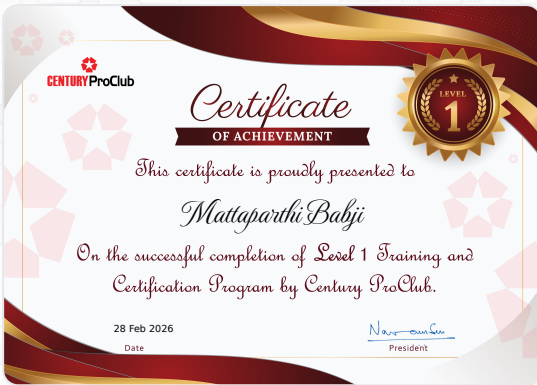 CENTURY ProClub
LEVEL
1
Certificate
OF ACHIEVEMENT
This certificate is proudly presented to
Mattaparthi Babji
On the successful completion of Level 1 Training and
Certification Program by Century ProClub.
28 Feb 2026
Date
President